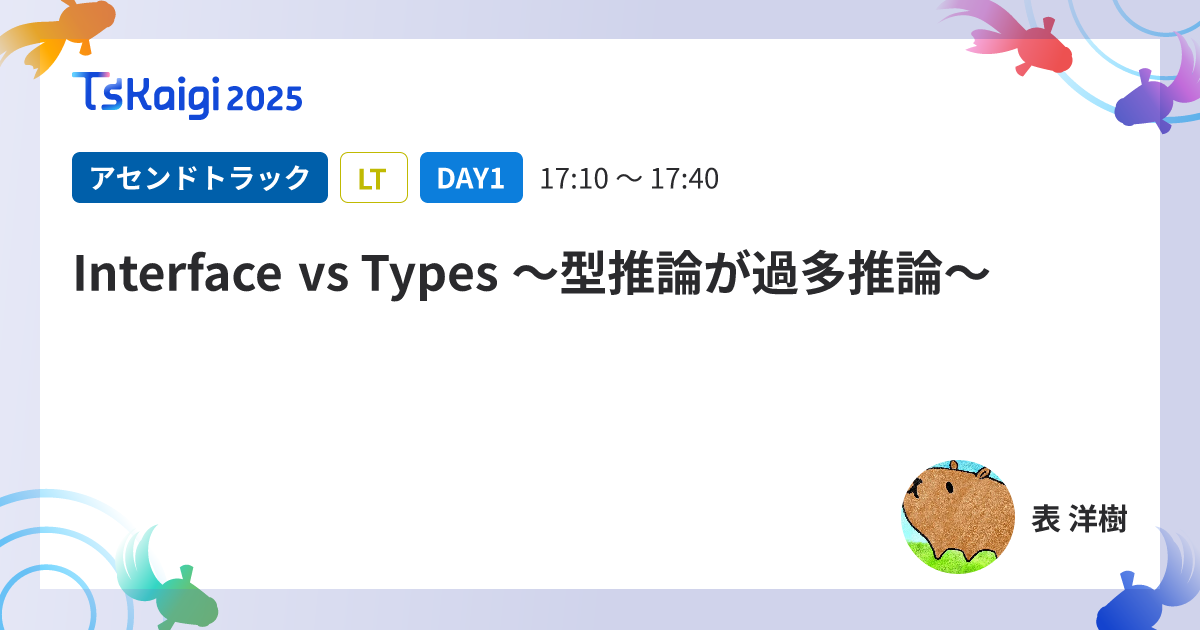 TSKaigi 2025
アセンドトラック LT DAY1 17:10 〜 17:40
Interface vs Types 〜型推論が過多推論〜
表 洋樹